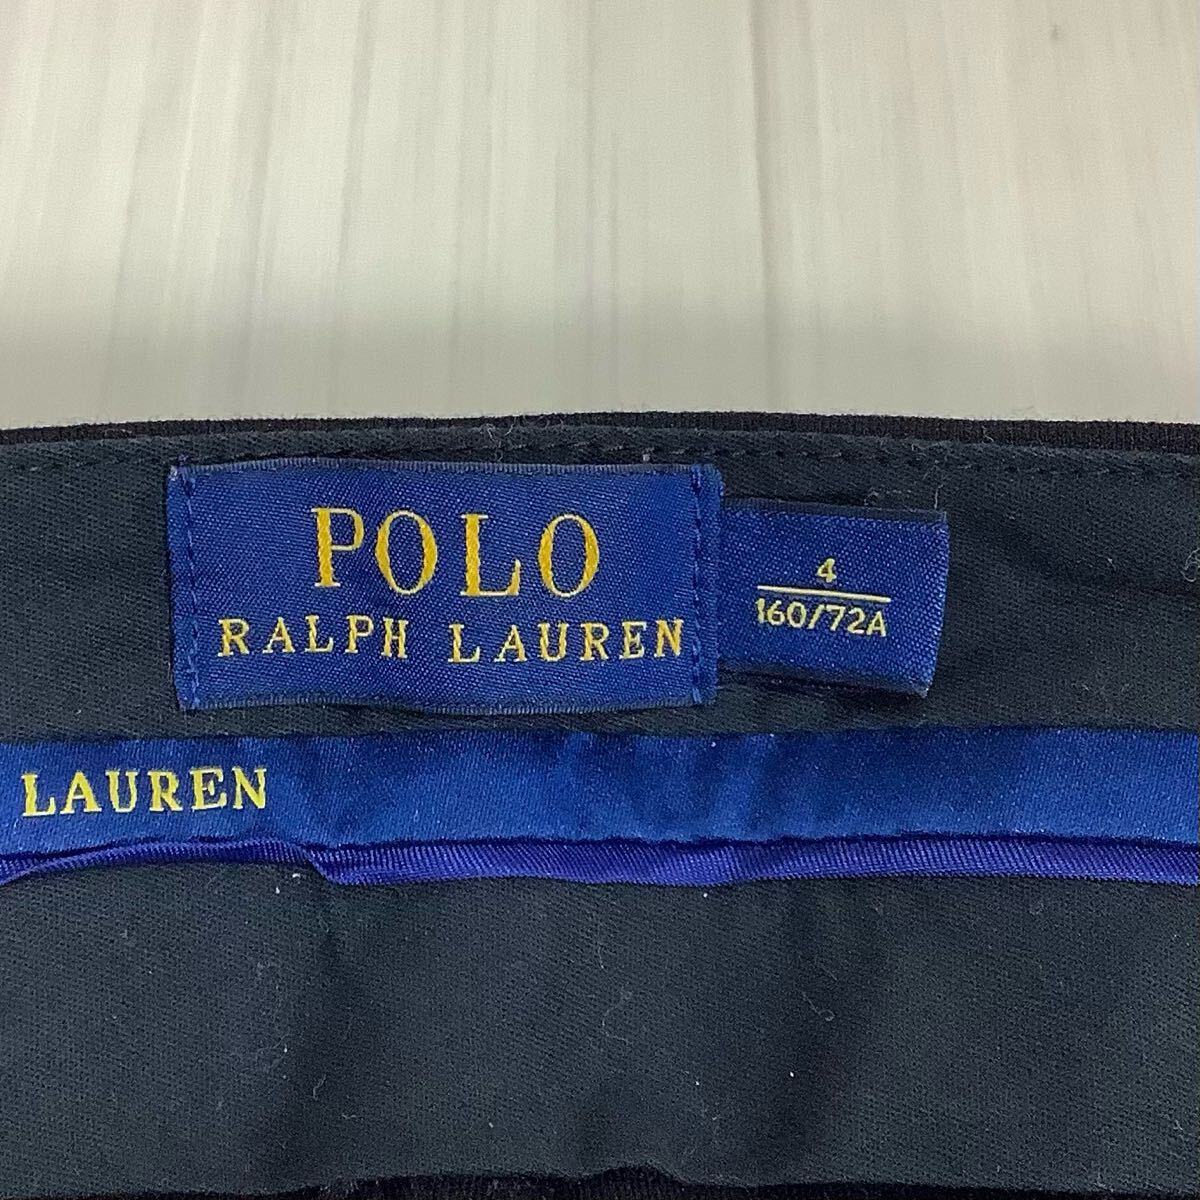 POLO
RALPH LAUREN
4
160/72A
LAUREN